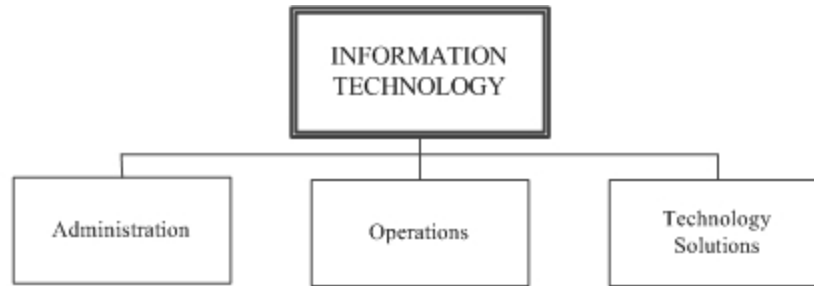 INFORMATION
TECHNOLOGY
Administration
Operations
Technology
Solutions